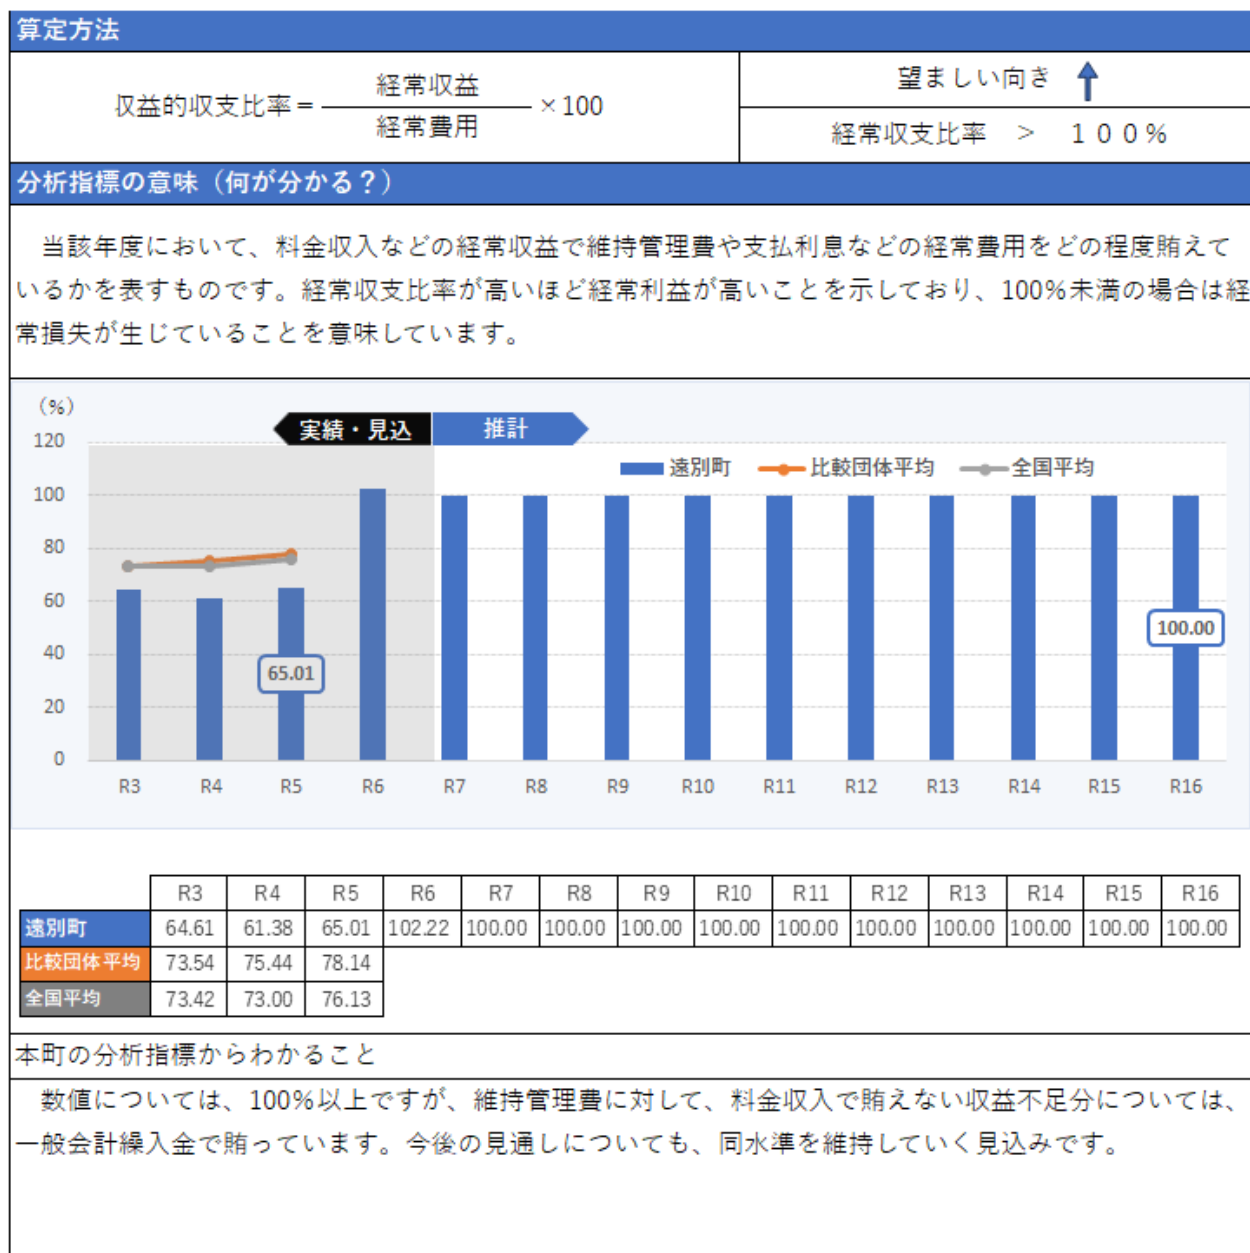 算定方法
収益的収支比率＝ 経常収益 ×100
経常費用
望ましい向き
経常収支比率　＞　１００%
分析指標の意味（何が分かる？）
当該年度において、料金収入などの経常収益で維持管理費や支払利息などの経常費用をどの程度賄えて
いるかを表すものです。経常収支比率が高いほど経常利益が高いことを示しており、100%未満の場合は経
常損失が生じていることを意味しています。
（%）
実績・見込 推計
遠別町 比較団体平均 全国平均
120
100
80
60
40
20
0
65.01
100.00
R3 R4 R5 R6 R7 R8 R9 R10 R11 R12 R13 R14 R15 R16
R3 R4 R5 R6 R7 R8 R9 R10 R11 R12 R13 R14 R15 R16
遠別町 64.61 61.38 65.01 102.22 100.00 100.00 100.00 100.00 100.00 100.00 100.00 100.00 100.00 100.00
比較団体平均 73.54 75.44 78.14
全国平均 73.42 73.00 76.13
本町の分析指標からわかること
数値については、100%以上ですが、維持管理費に対して、料金収入で賄えない収益不足分については、
一般会計繰入金で賄っています。今後の見通しについても、同水準を維持していく見込みです。